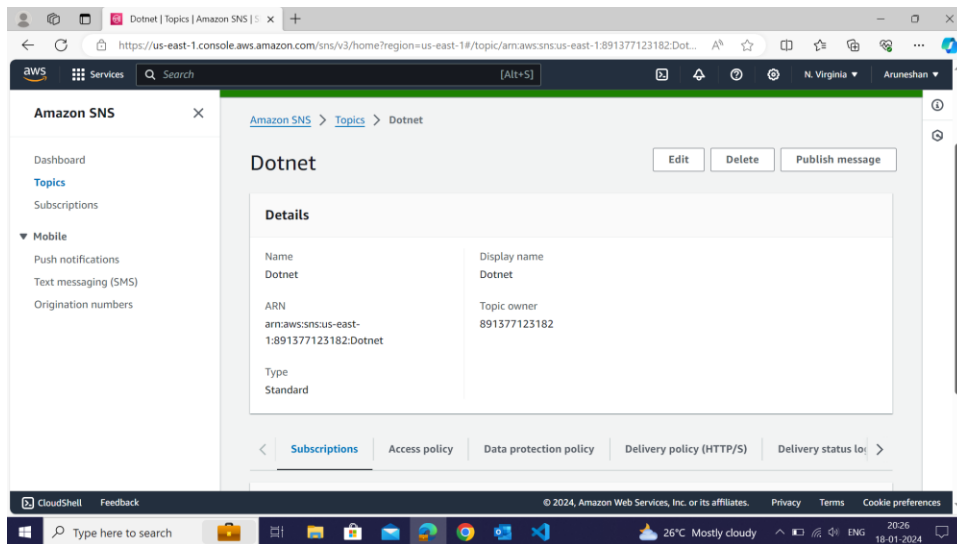 Dotnet | Topics | Amazon SNS | S
https://us-east-1.console.aws.amazon.com/sns/v3/home?region=us-east-1#/topic/arn:aws:sns:us-east-1:891377123182:Dot...
aws Services Search [Alt+S] N. Virginia Aruneshan
Amazon SNS
Dashboard
Topics
Subscriptions
Mobile
Push notifications
Text messaging (SMS)
Origination numbers
Amazon SNS > Topics > Dotnet
Dotnet
Edit Delete Publish message
Details
Name
Dotnet
ARN
arn:aws:sns:us-east-
1:891377123182:Dotnet
Type
Standard
Display name
Dotnet
Topic owner
891377123182
Subscriptions Access policy Data protection policy Delivery policy (HTTP/S) Delivery status lo
CloudShell Feedback © 2024, Amazon Web Services, Inc. or its affiliates. Privacy Terms Cookie preferences
Type here to search 26°C Mostly cloudy ENG 20:26
18-01-2024